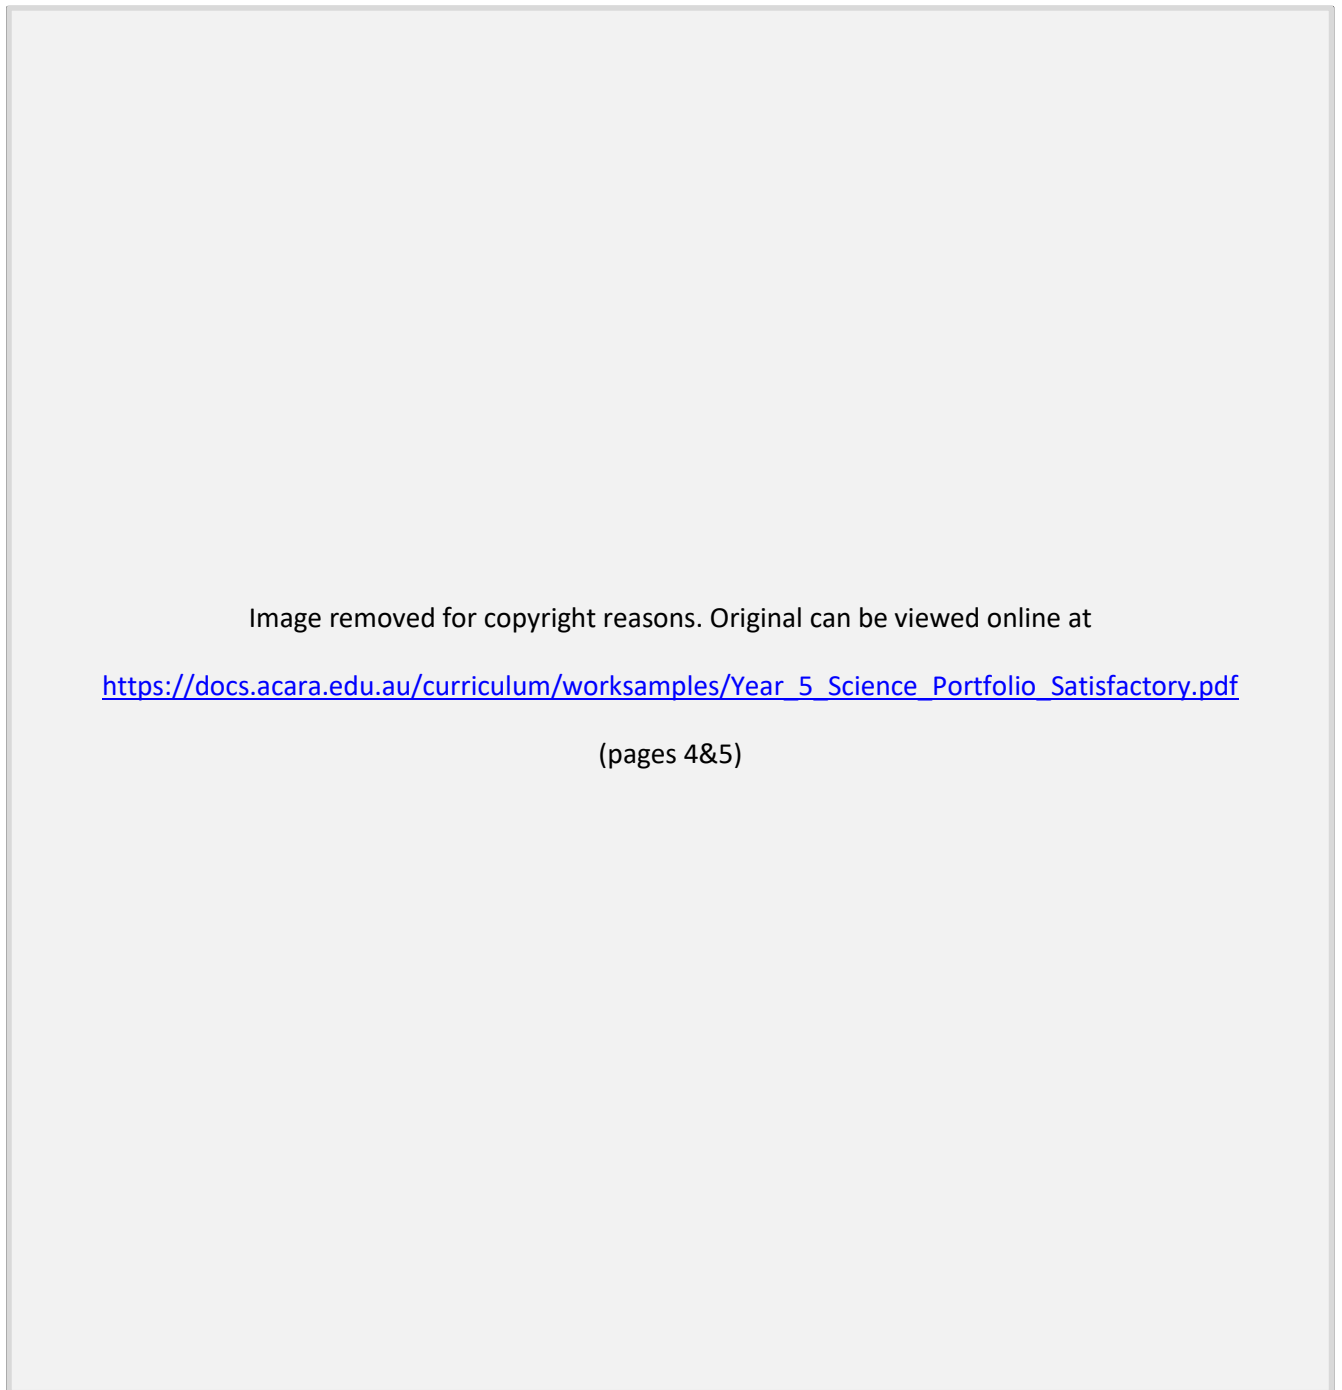 Image removed for copyright reasons. Original can be viewed online at
https://docs.acara.edu.au/curriculum/worksamples/Year_5_Science_Portfolio_Satisfactory.pdf
(pages 4&5)